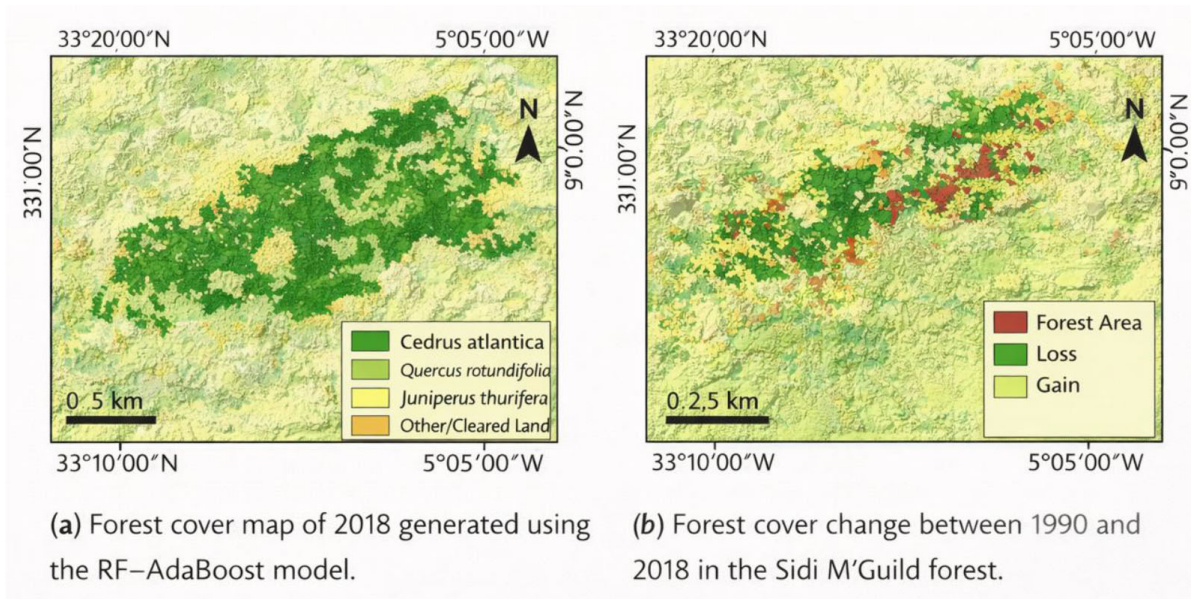 33°20′00″N 5°05′,00″W
33°20′00″N 5°05′00″W
N
N
331:00′N
6″0′.00″N
331.00′N
6″0′.00″N
Cedrus atlantica
Quercus rotundifolia
Juniperus thurifera
Other/Cleared Land
Forest Area
Loss
Gain
0 5 km
0 2,5 km
33°10′00″N 5°05′00″W
33°10′00″W 5°05′00″W
(a) Forest cover map of 2018 generated using
the RF–AdaBoost model.
(b) Forest cover change between 1990 and
2018 in the Sidi M′Guild forest.